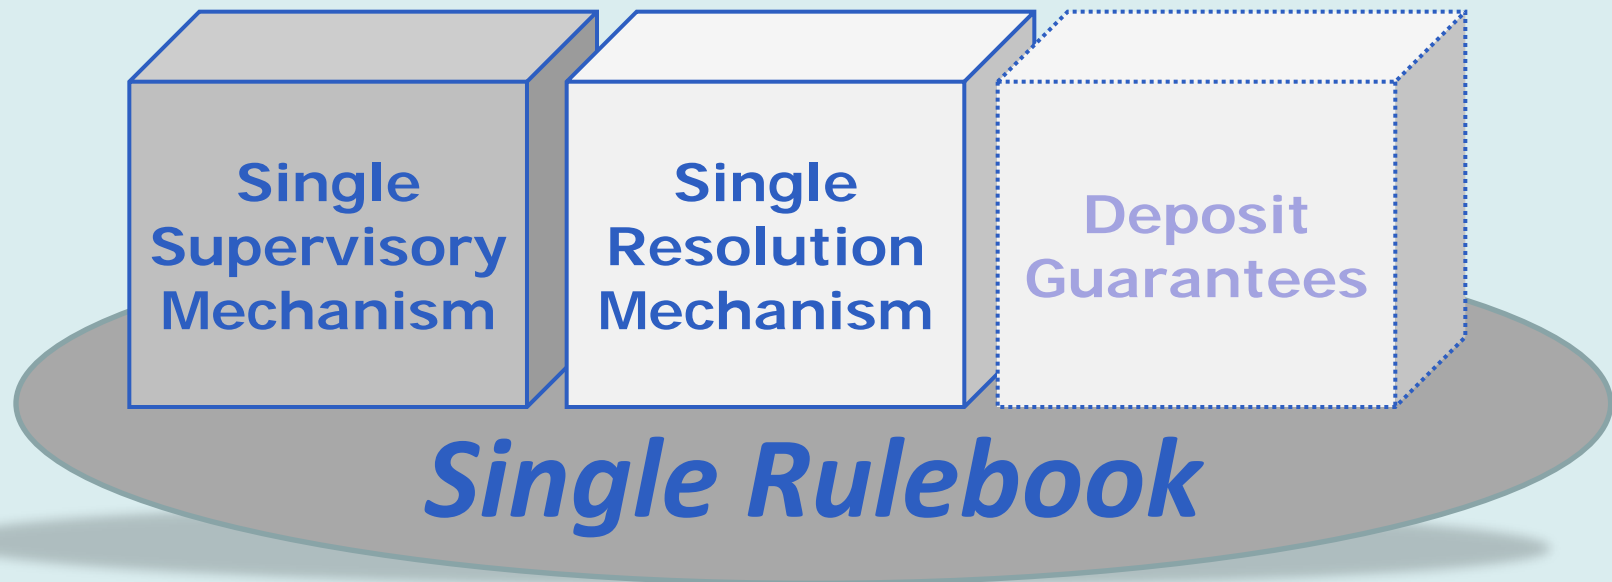 Single
Supervisory
Mechanism
Single
Resolution
Mechanism
Deposit
Guarantees
Single Rulebook